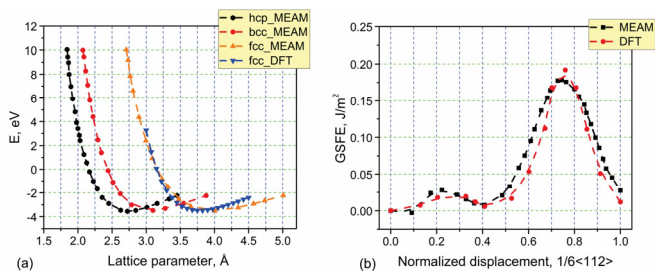 10
8
6
4
2
0
-2
-4
E, eV
1.5 2.0 2.5 3.0 3.5 4.0 4.5 5.0
Lattice parameter, Å
hcp_MEAM
bcc_MEAM
fcc_MEAM
fcc_DFT
(a)
0.25
0.20
0.15
0.10
0.05
0.00
GSFE, J/m²
0.0 0.2 0.4 0.6 0.8 1.0
Normalized displacement, 1/6<112>
MEAM
DFT
(b)